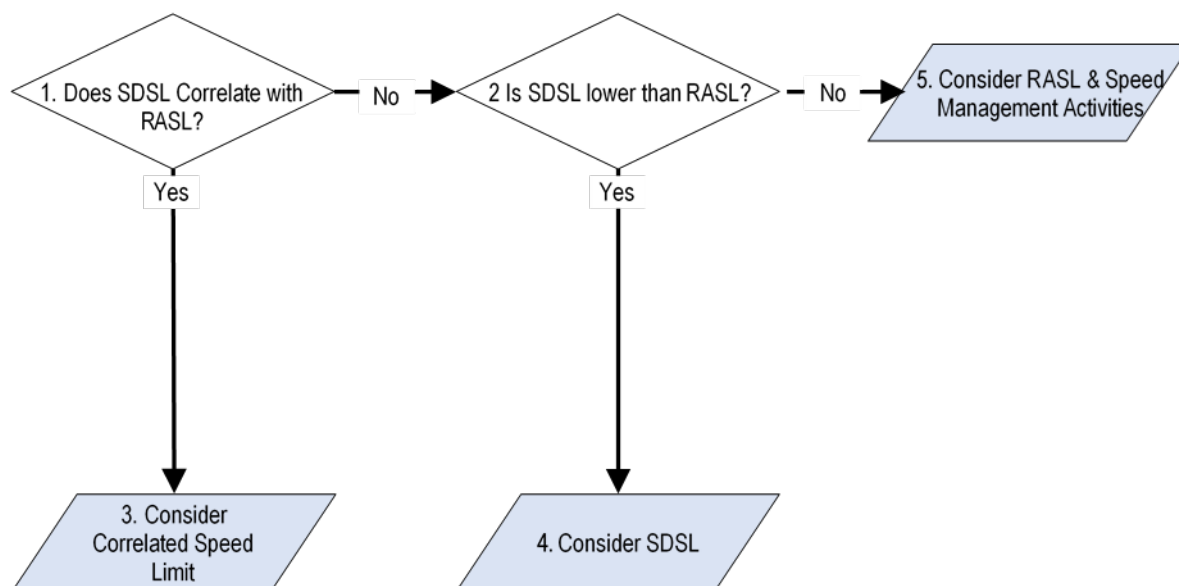 1. Does SDSL Correlate with
RASL?
No
2 Is SDSL lower than RASL?
No
5. Consider RASL & Speed
Management Activities
Yes
Yes
3. Consider
Correlated Speed
Limit
4. Consider SDSL